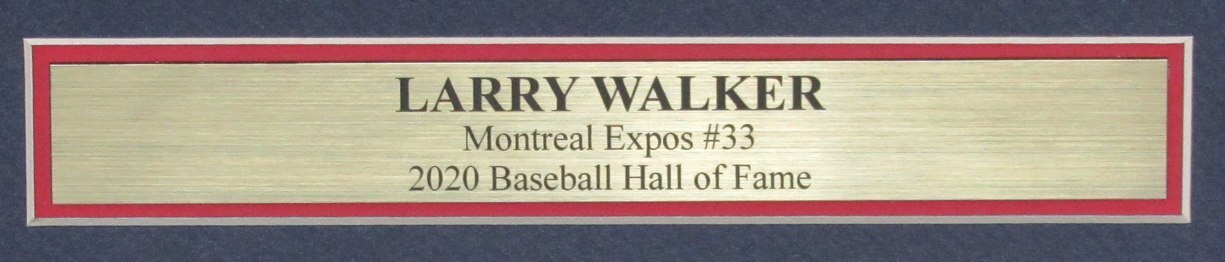 LARRY WALKER
Montreal Expos #33
2020 Baseball Hall of Fame